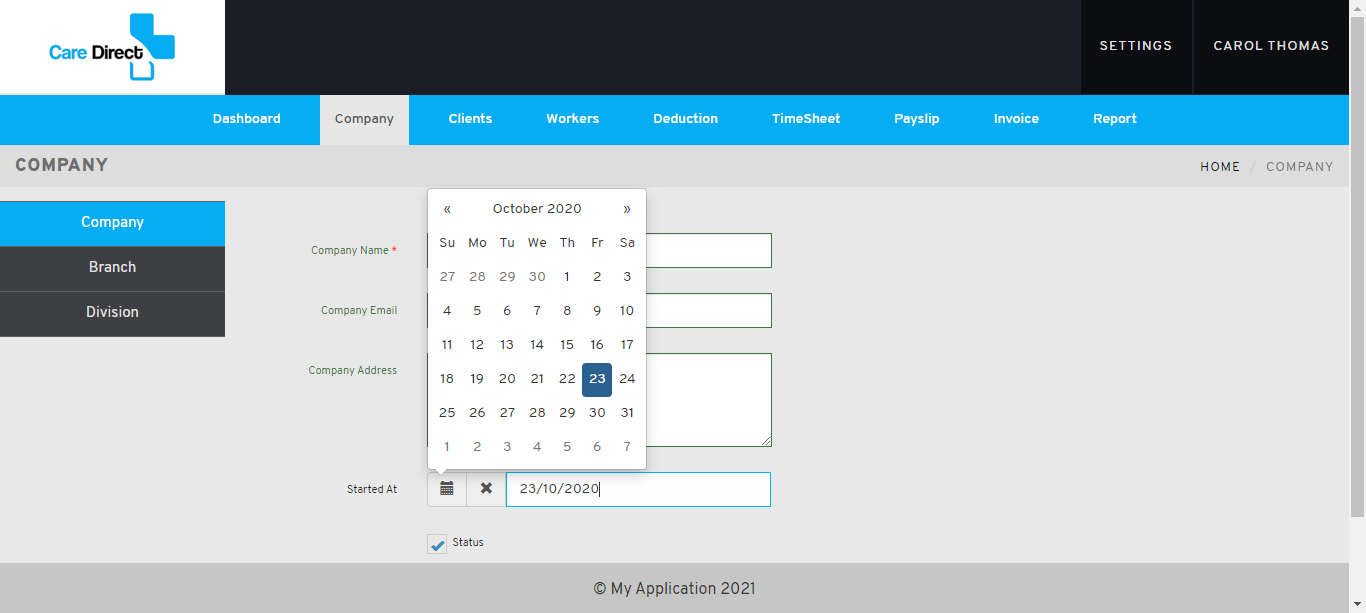 Care Direct
SETTINGS
CAROL THOMAS
Dashboard
Company
Clients
Workers
Deduction
TimeSheet
Payslip
Invoice
Report
COMPANY
HOME / COMPANY
Company
Branch
Division
Company Name *
Company Email
Company Address
« October 2020 »
Su Mo Tu We Th Fr Sa
27 28 29 30 1 2 3
4 5 6 7 8 9 10
11 12 13 14 15 16 17
18 19 20 21 22 23 24
25 26 27 28 29 30 31
1 2 3 4 5 6 7
Started At
23/10/2020
Status
© My Application 2021